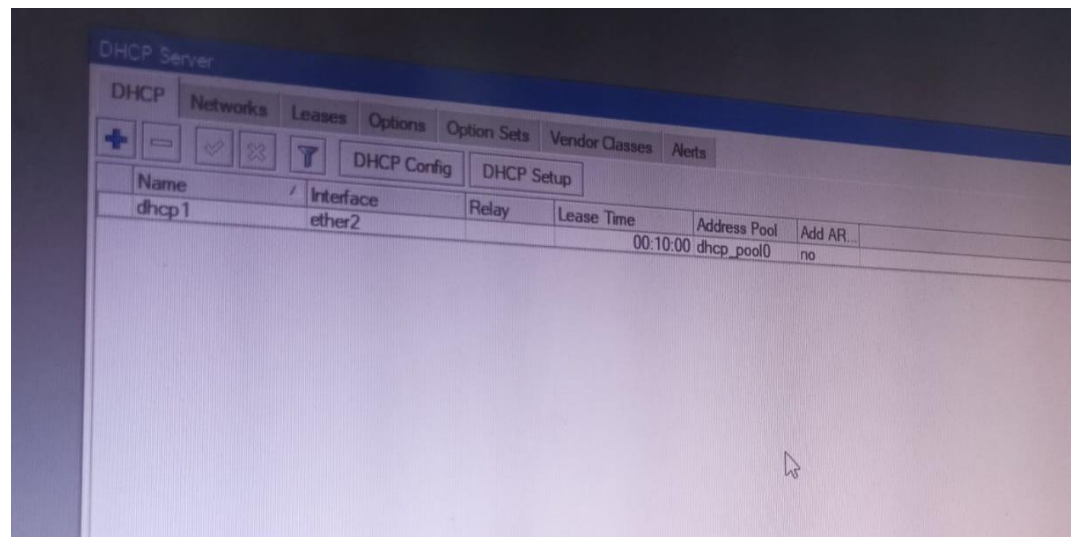 DHCP Server
DHCP Networks Leases Options Option Sets Vendor Classes Alerts
DHCP Config DHCP Setup
Name Interface Relay Lease Time Address Pool Add AR...
dhcp1 ether2 00:10:00 dhcp_pool0 no